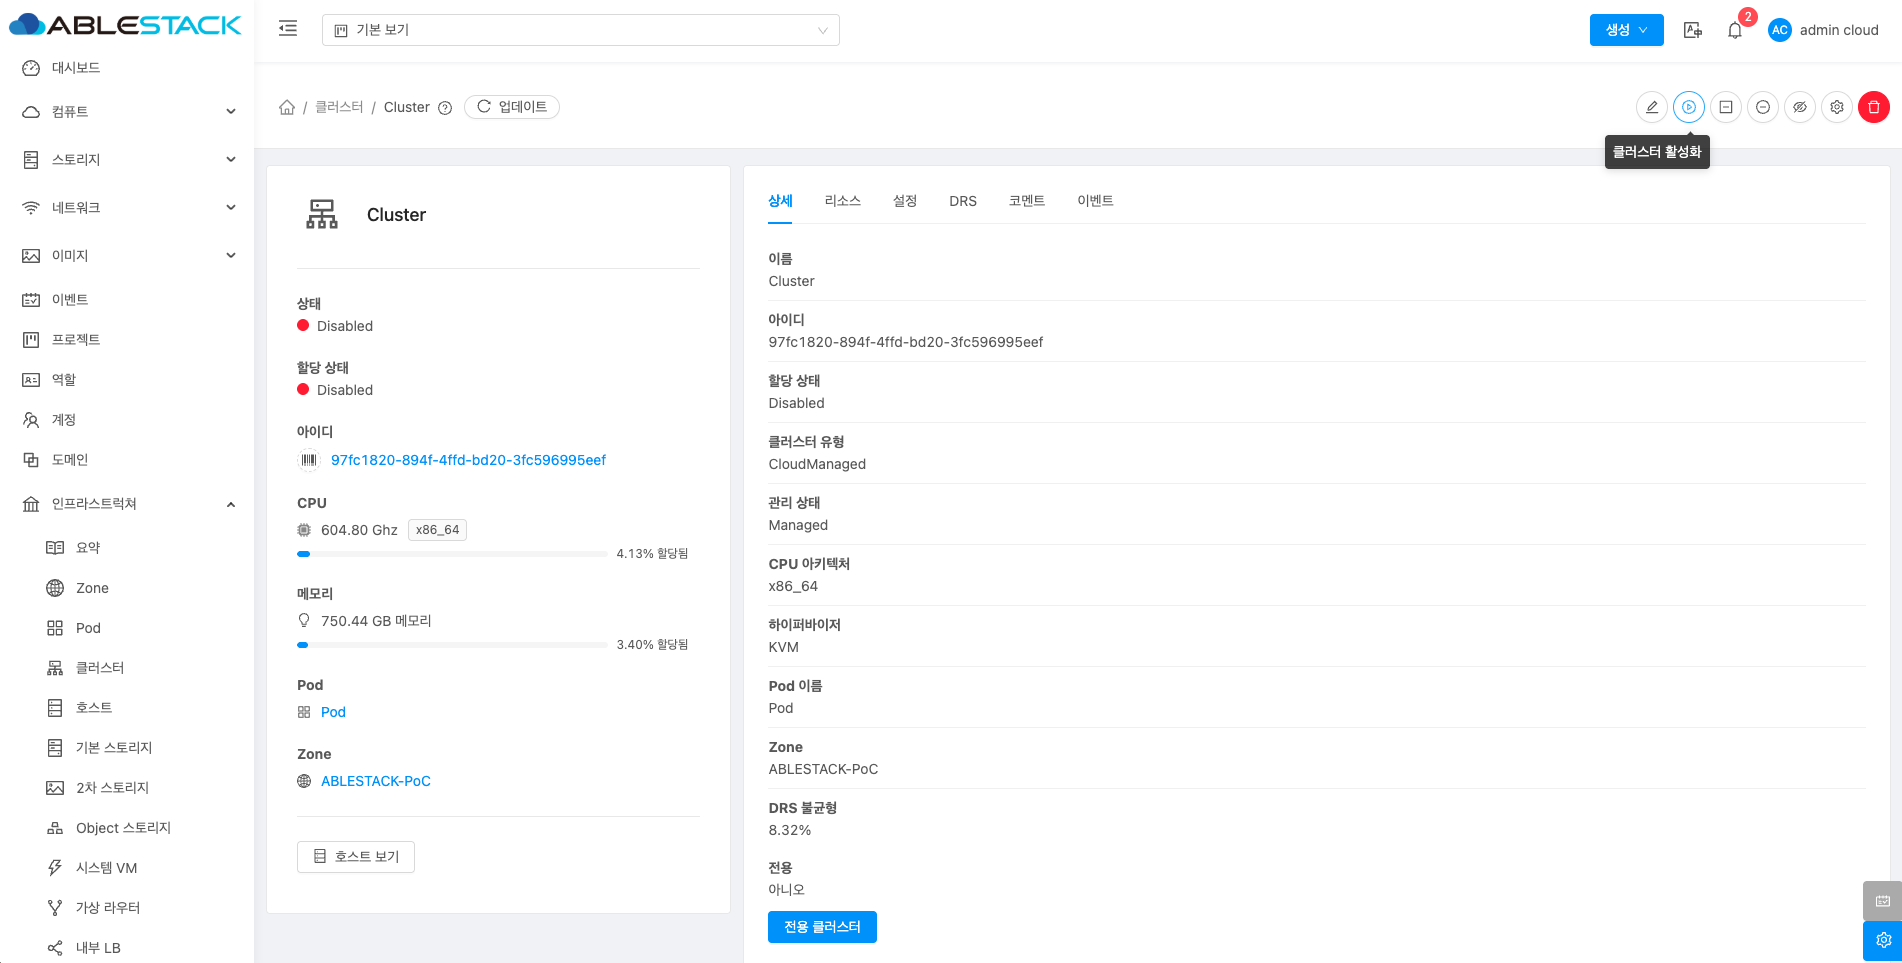 ABLESTACK
기본 보기
생성
2
AC
admin cloud
대시보드
컴퓨트
스토리지
네트워크
이미지
이벤트
프로젝트
역할
계정
도메인
인프라스트럭쳐
요약
Zone
Pod
클러스터
호스트
기본 스토리지
2차 스토리지
Object 스토리지
시스템 VM
가상 라우터
내부 LB
/ 클러스터 / Cluster
업데이트
클러스터 활성화
Cluster
상태
Disabled
할당 상태
Disabled
아이디
97fc1820-894f-4ffd-bd20-3fc596995eef
CPU
604.80 Ghz x86_64
4.13% 할당됨
메모리
750.44 GB 메모리
3.40% 할당됨
Pod
Pod
Zone
ABLESTACK-PoC
호스트 보기
상세 리소스 설정 DRS 코멘트 이벤트
이름
Cluster
아이디
97fc1820-894f-4ffd-bd20-3fc596995eef
할당 상태
Disabled
클러스터 유형
CloudManaged
관리 상태
Managed
CPU 아키텍처
x86_64
하이퍼바이저
KVM
Pod 이름
Pod
Zone
ABLESTACK-PoC
DRS 불균형
8.32%
전용
아니오
전용 클러스터